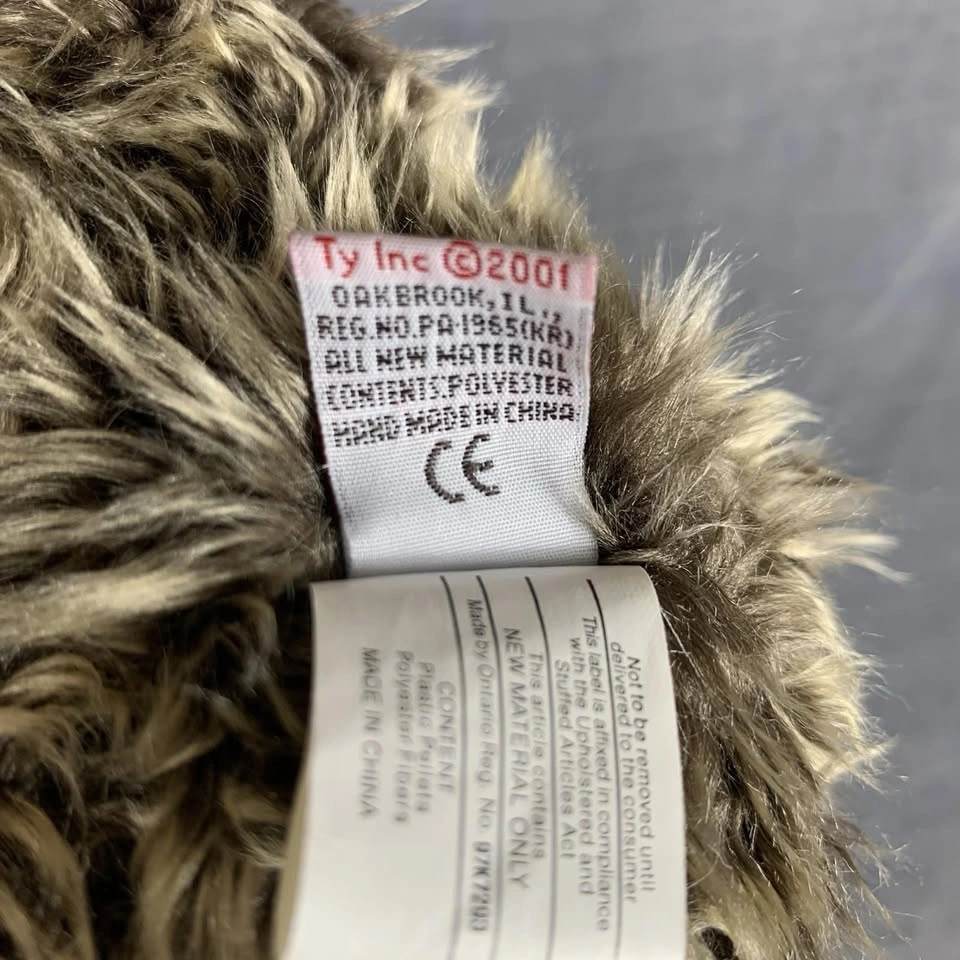 Ty Inc ©2001
OAKBROOK, IL.,
REG.NO.PA-1965(KR)
ALL NEW MATERIAL
CONTENTS:POLYESTER
HAND MADE IN CHINA
CE
Not to be removed until
delivered to the consumer
This label is affixed in compliance
with the Upholstered and
Stuffed Articles Act
This article contains
NEW MATERIAL ONLY
Made by Ontario Reg. No.
CONTENT
Plastic Pellets
Polyester Fibers
MADE IN CHINA